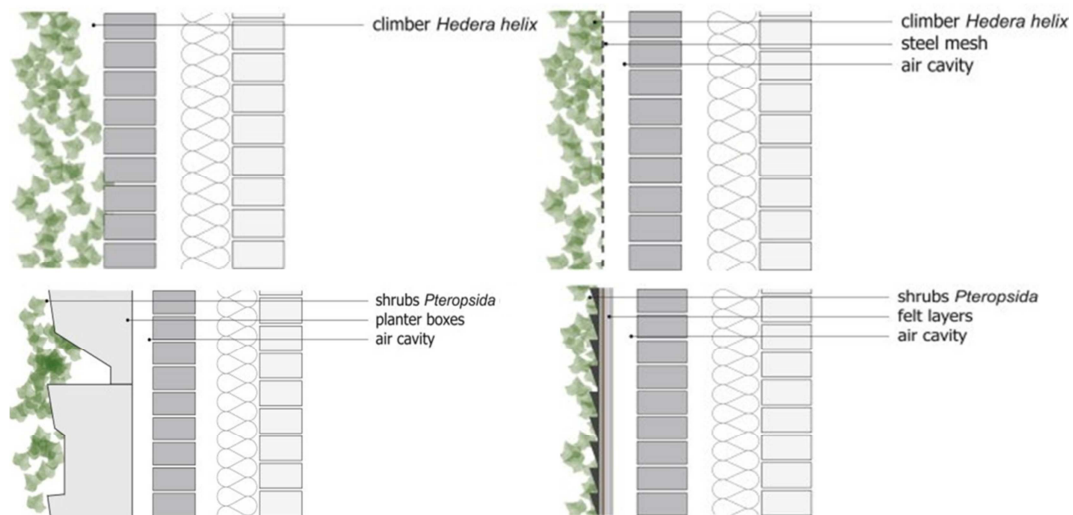 climber Hedera helix
climber Hedera helix
steel mesh
air cavity
shrubs Pteropsida
planter boxes
air cavity
shrubs Pteropsida
felt layers
air cavity